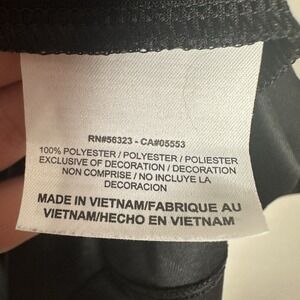 RN#56323 - CA#05553
100% POLYESTER / POLYESTER / POLIESTER
EXCLUSIVE OF DECORATION / DECORATION
NON COMPRISE / NO INCLUYE LA
DECORACIÓN
MADE IN VIETNAM/FABRIQUE AU
VIETNAM/HECHO EN VIETNAM